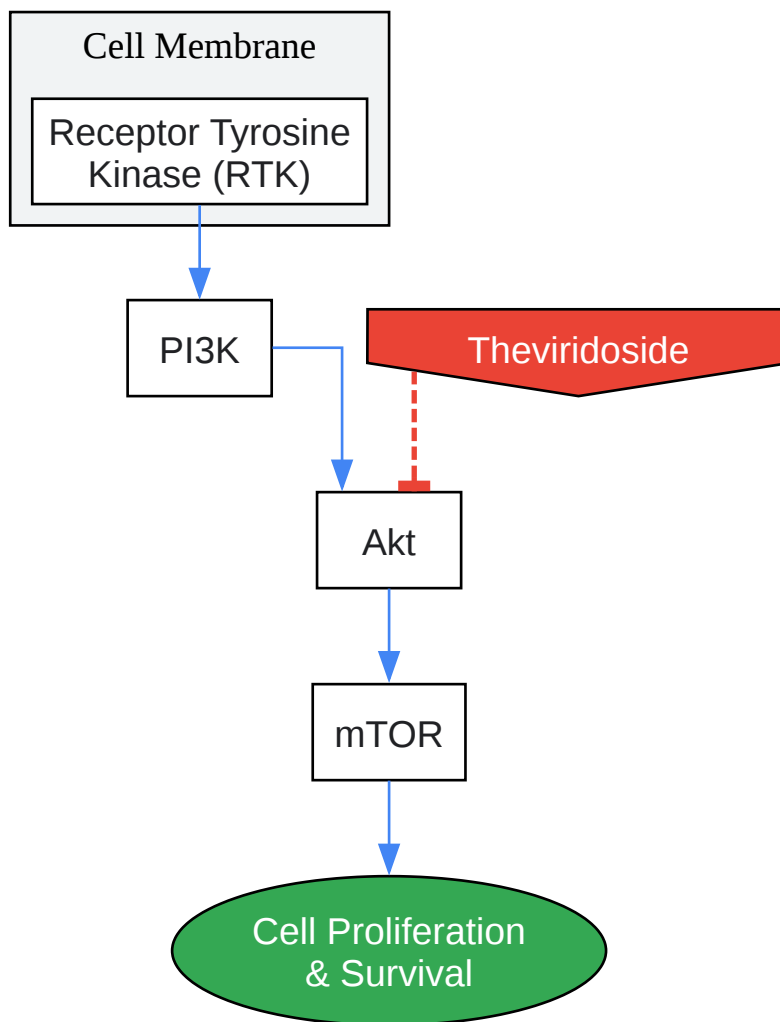 Cell Membrane
Receptor Tyrosine
Kinase (RTK)
PI3K
Theviridoside
Akt
mTOR
Cell Proliferation
& Survival